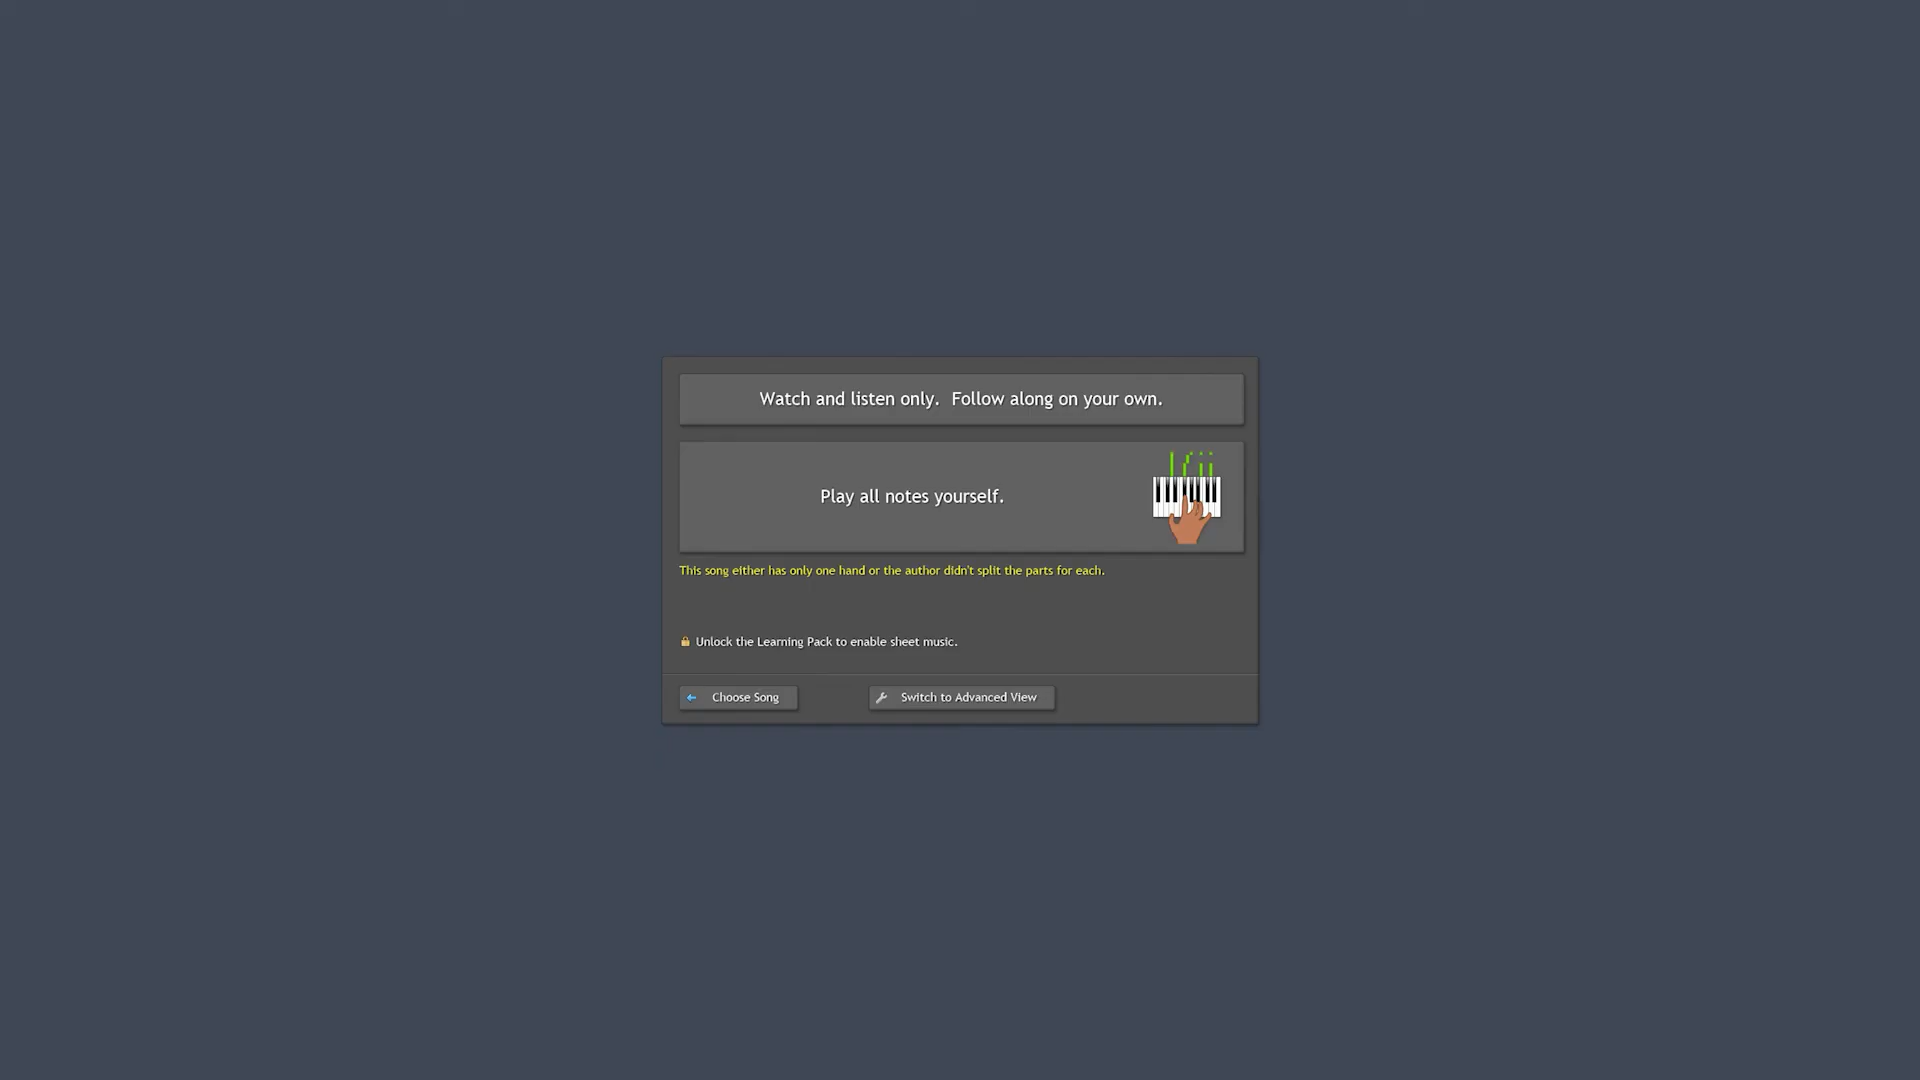 Watch and listen only.  Follow along on your own.
Play all notes yourself.
This song either has only one hand or the author didn't split the parts for each.
Unlock the Learning Pack to enable sheet music.
Choose Song
Switch to Advanced View